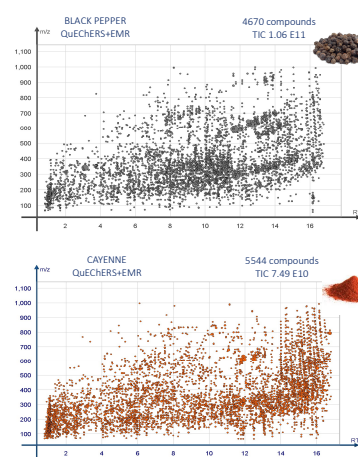 BLACK PEPPER 4670 compounds
QuEChERS+EMR TIC 1.06 E11
m/z
1,100
1,000
900
800
700
600
500
400
300
200
100
2 4 6 8 10 12 14 16
CAYENNE 5544 compounds
QuEChERS+EMR TIC 7.49 E10
m/z
1,100
1,000
900
800
700
600
500
400
300
200
100
RT
2 4 6 8 10 12 14 16